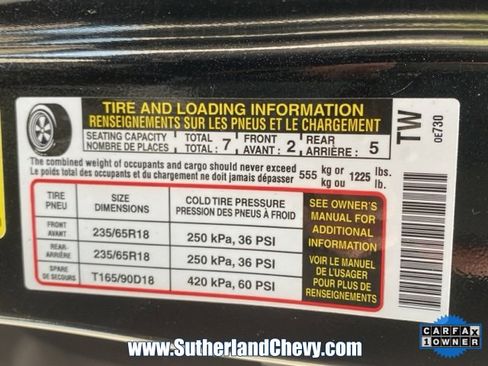 TIRE AND LOADING INFORMATION
RENSEIGNEMENTS SUR LES PNEUS ET LE CHARGEMENT
SEATING CAPACITY TOTAL FRONT REAR
NOMBRE DE PLACES TOTAL : 7 AVANT : 2 ARRIÈRE : 5
The combined weight of occupants and cargo should never exceed 555 kg or 1225 lbs.
Le poids total des occupants et du chargement ne doit jamais dépasser kg ou lb.
TIRE SIZE COLD TIRE PRESSURE
PNEU DIMENSIONS PRESSION DES PNEUS À FROID
FRONT
AVANT 235/65R18 250 kPa, 36 PSI
REAR-
ARRIÈRE 235/65R18 250 kPa, 36 PSI
SPARE
DE SECOURS T165/90D18 420 kPa, 60 PSI
SEE OWNER'S
MANUAL FOR
ADDITIONAL
INFORMATION
VOIR LE MANUEL
DE L'USAGER
POUR PLUS DE
RENSEIGNEMENTS
TW
0E730
www.SutherlandChevy.com
CARFAX
1 OWNER